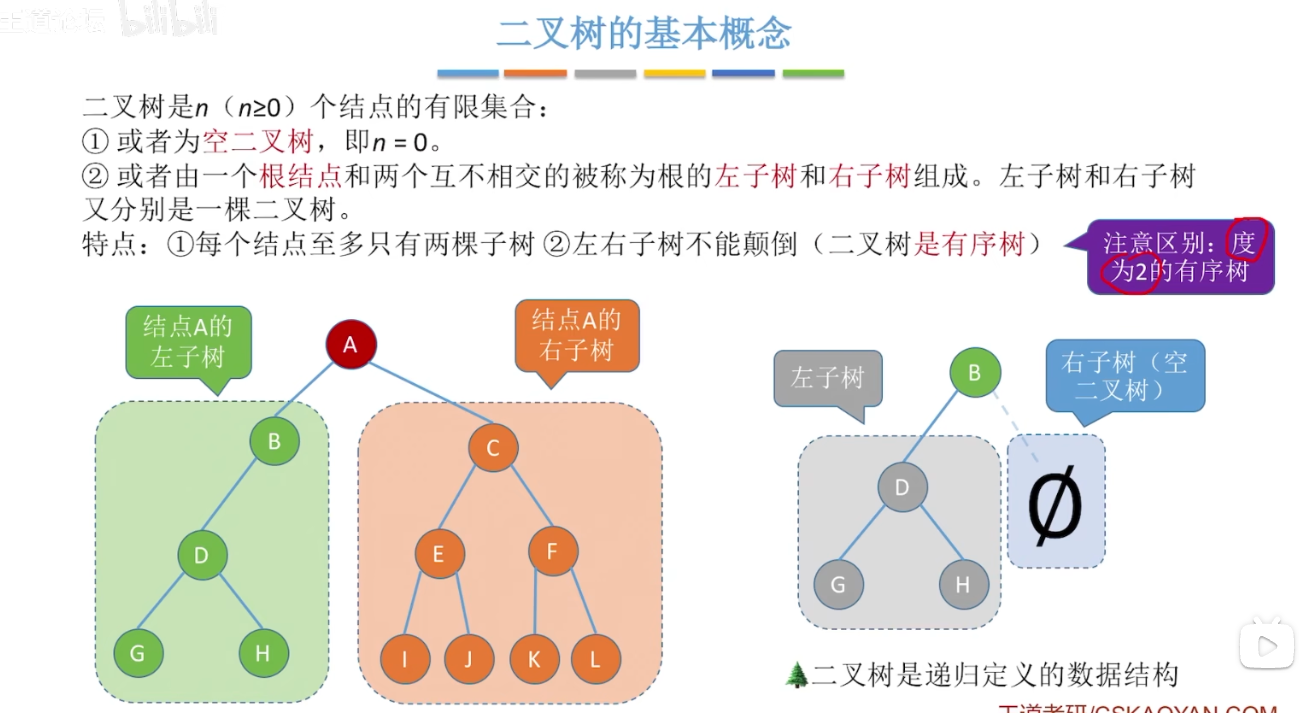 王道论坛 bilibili
二叉树的基本概念
二叉树是n（n≥0）个结点的有限集合：
① 或者为空二叉树，即n = 0。
② 或者由一个根结点和两个互不相交的被称为根的左子树和右子树组成。左子树和右子树
又分别是一棵二叉树。
特点：①每个结点至多只有两棵子树 ②左右子树不能颠倒（二叉树是有序树）
注意区别：度
为2的有序树
结点A的
左子树
A
结点A的
右子树
B
C
D
E
F
G
H
I
J
K
L
左子树
B
右子树（空
二叉树）
D
Ø
G
H
二叉树是递归定义的数据结构
王道考研/CSKAOYAN.COM